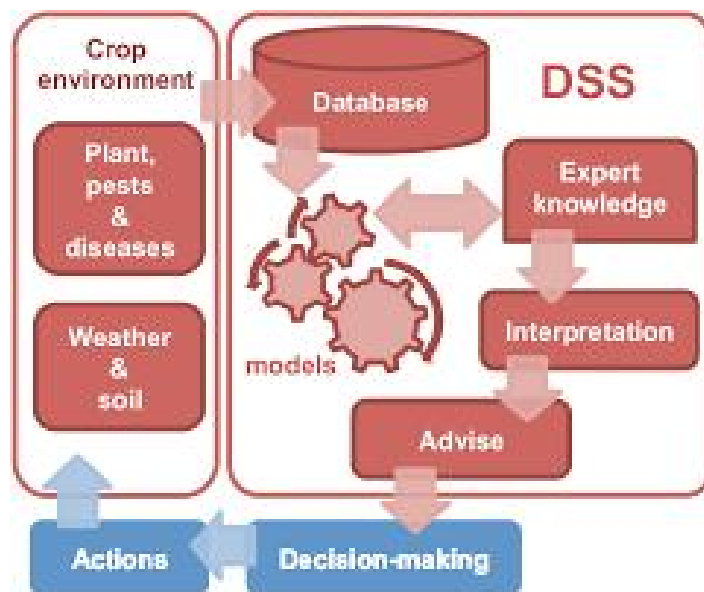 Crop
environment
Plant,
pests
&
diseases
Weather
&
soil
DSS
Database
Expert
knowledge
models
Interpretation
Advise
Decision-making
Actions